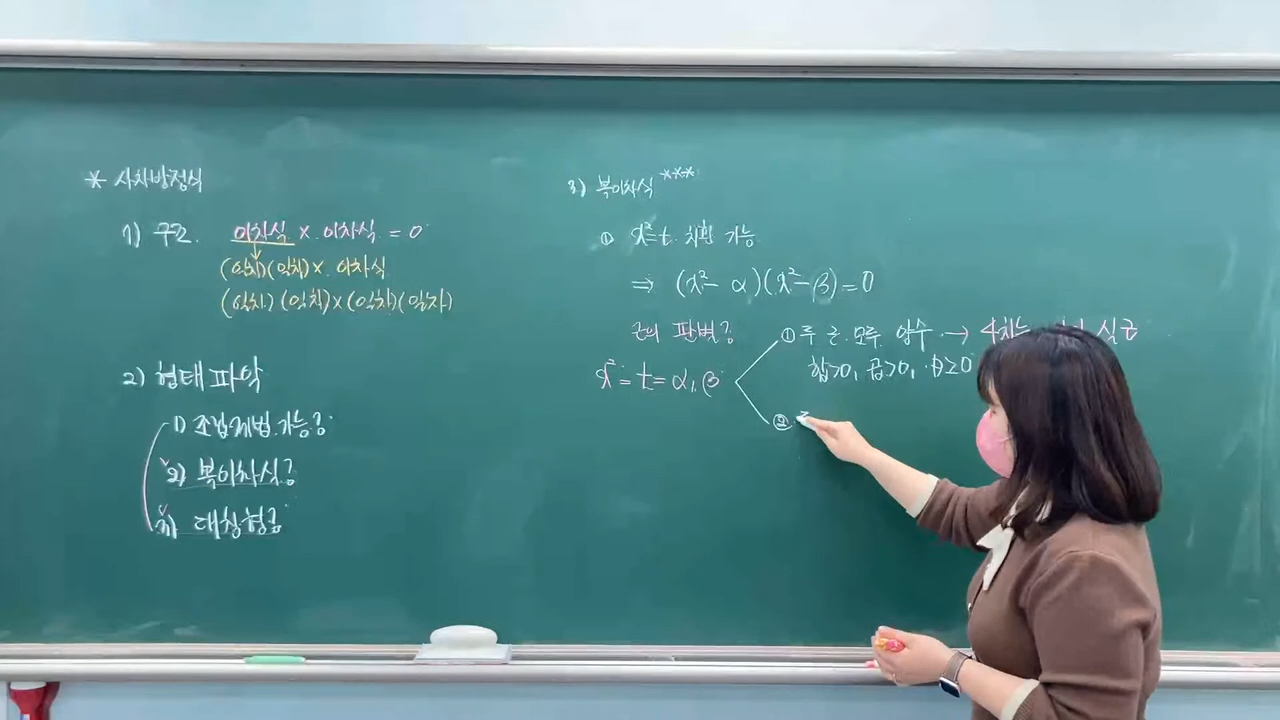 * 사차방정식
1) 구조. 이차식 × 이차식 = 0
(일차)(일차) × 이차식
(일차)(일차) × (일차)(일차)
2) 형태 파악
i) 조립제법 가능?
ii) 복이차식?
iii) 대칭형?
3) 복이차식 ***
① x²=t 치환 가능
⇒ (x²- α)(x²-β)=0
근의 판별?
x² = t = α, β
① 두 근 모두 양수 → 4차는 실근
합>0, 곱>0, 판≥0
②